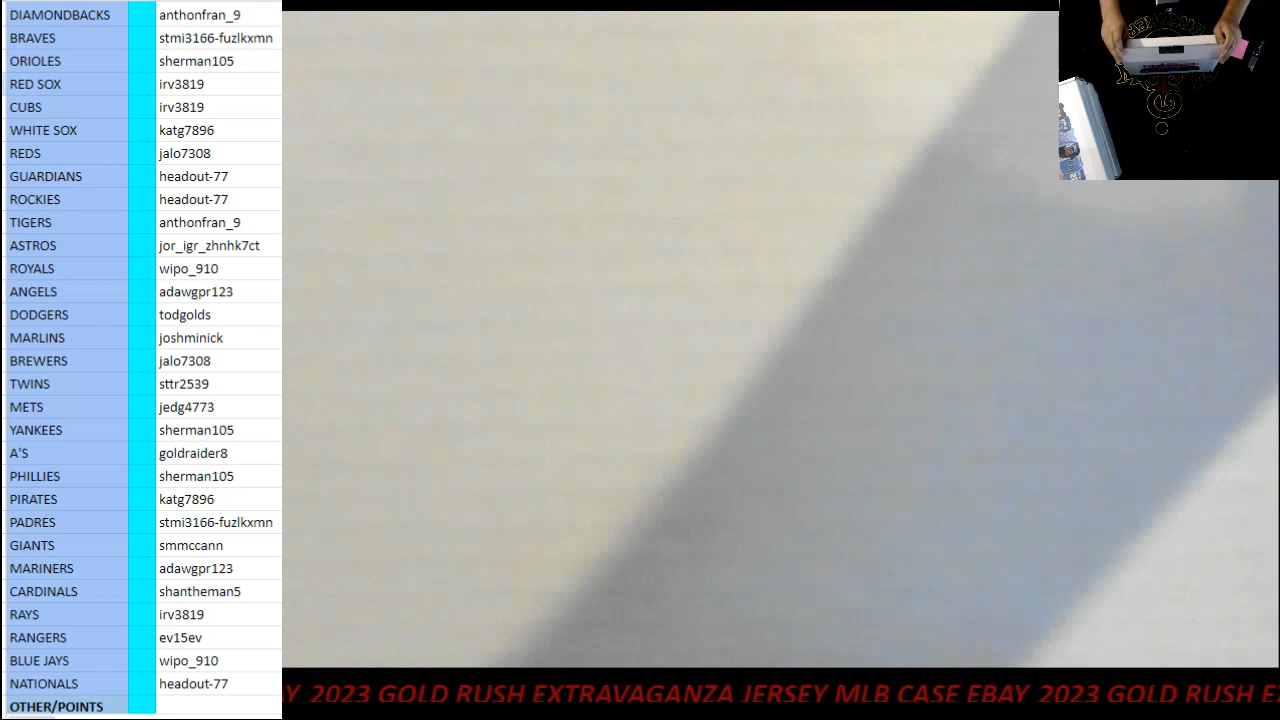 DIAMONDBACKS anthonfran_9
BRAVES stmi3166-fuzlkxmn
ORIOLES sherman105
RED SOX irv3819
CUBS irv3819
WHITE SOX katg7896
REDS jalo7308
GUARDIANS headout-77
ROCKIES headout-77
TIGERS anthonfran_9
ASTROS jor_igr_zhnhk7ct
ROYALS wipo_910
ANGELS adawgpr123
DODGERS todgolds
MARLINS joshminick
BREWERS jalo7308
TWINS sttr2539
METS jedg4773
YANKEES sherman105
A'S goldraider8
PHILLIES sherman105
PIRATES katg7896
PADRES stmi3166-fuzlkxmn
GIANTS smmccann
MARINERS adawgpr123
CARDINALS shantheman5
RAYS irv3819
RANGERS ev15ev
BLUE JAYS wipo_910
NATIONALS headout-77
OTHER/POINTS
Y 2023 GOLD RUSH EXTRAVAGANZA JERSEY MLB CASE EBAY 2023 GOLD RUSH E